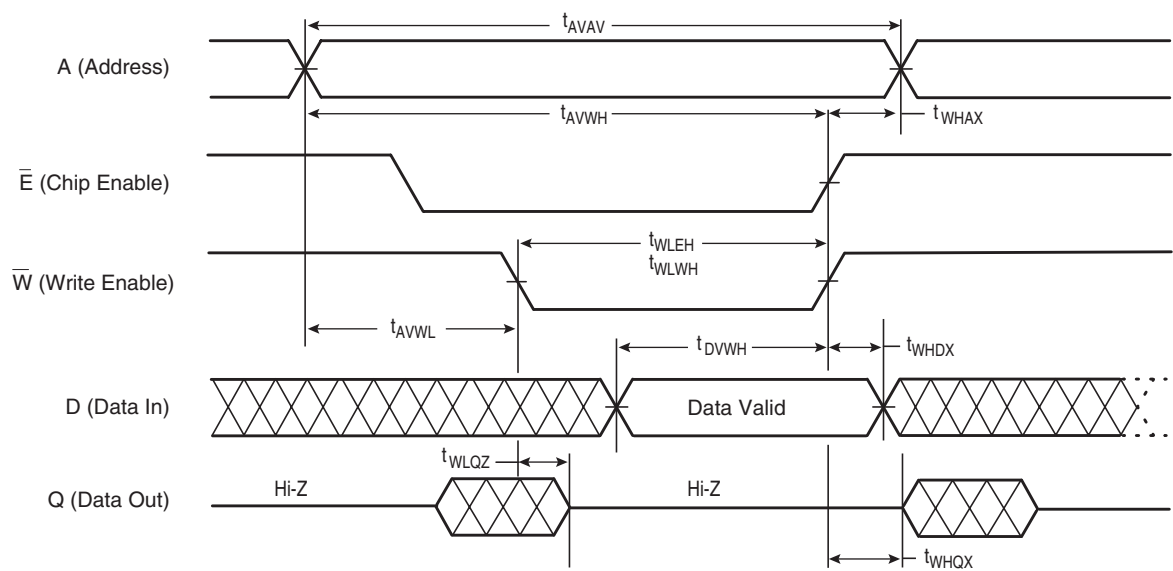 tAVAV
A (Address)
tAVWH
tWHAX
E̅ (Chip Enable)
tWLEH
tWLWH
W̅ (Write Enable)
tAVWL
tDVWH
tWHDX
D (Data In)
Data Valid
tWLQZ
Hi-Z
Hi-Z
Q (Data Out)
tWHQX